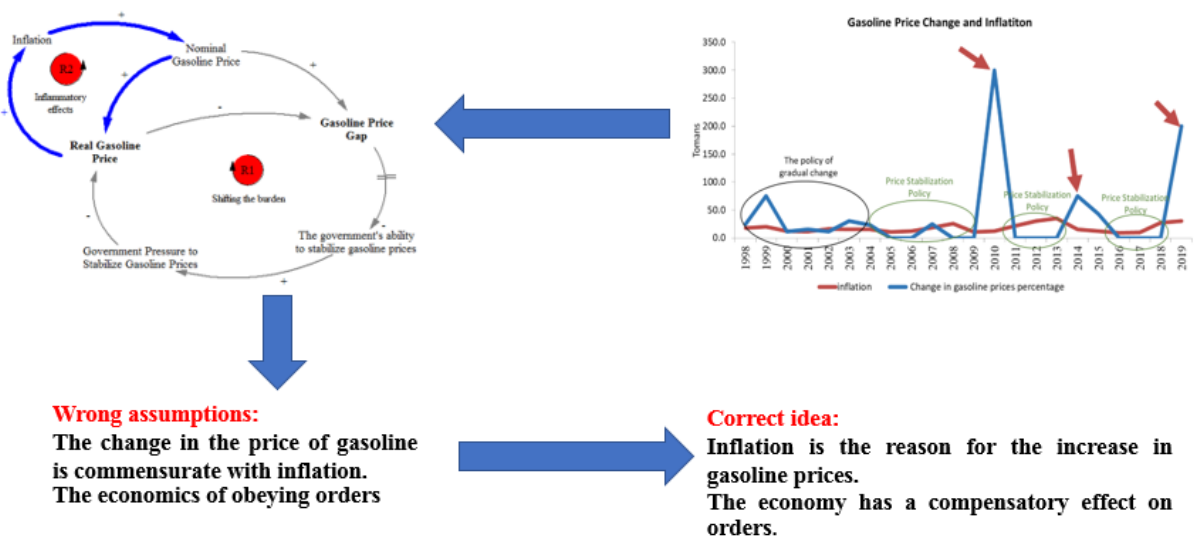 Inflation
+
Nominal
Gasoline Price
R2
Inflammatory
effects
+
+
+
-
Gasoline Price
Gap
Real Gasoline
Price
R1
Shifting the burden
-
-
The government's ability
to stabilize gasoline prices
Government Pressure to
Stabilize Gasoline Prices
+
Gasoline Price Change and Inflatiton
Tormans
350.0
300.0
250.0
200.0
150.0
100.0
50.0
0.0
The policy of
gradual change
Price Stabilization
Policy
Price Stabilization
Policy
Price Stabilization
Policy
1998
1999
2000
2001
2002
2003
2004
2005
2006
2007
2008
2009
2010
2011
2012
2013
2014
2015
2016
2017
2018
2019
inflation
Change in gasoline prices percentage
Wrong assumptions:
The change in the price of gasoline
is commensurate with inflation.
The economics of obeying orders
Correct idea:
Inflation is the reason for the increase in
gasoline prices.
The economy has a compensatory effect on
orders.